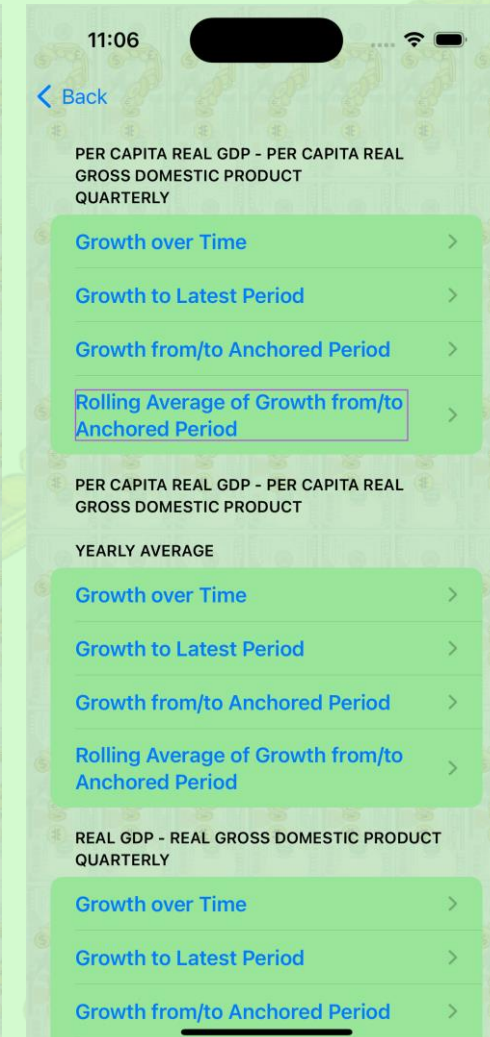 11:06
Back
PER CAPITA REAL GDP - PER CAPITA REAL
GROSS DOMESTIC PRODUCT
QUARTERLY
Growth over Time
Growth to Latest Period
Growth from/to Anchored Period
Rolling Average of Growth from/to
Anchored Period
PER CAPITA REAL GDP - PER CAPITA REAL
GROSS DOMESTIC PRODUCT
YEARLY AVERAGE
Growth over Time
Growth to Latest Period
Growth from/to Anchored Period
Rolling Average of Growth from/to
Anchored Period
REAL GDP - REAL GROSS DOMESTIC PRODUCT
QUARTERLY
Growth over Time
Growth to Latest Period
Growth from/to Anchored Period